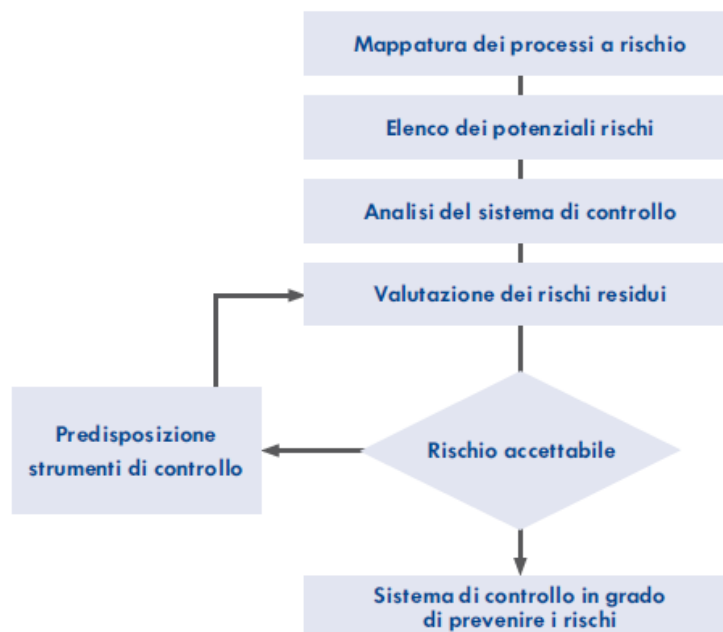 Mappatura dei processi a rischio
Elenco dei potenziali rischi
Analisi del sistema di controllo
Valutazione dei rischi residui
Predisposizione
strumenti di controllo
Rischio accettabile
Sistema di controllo in grado
di prevenire i rischi